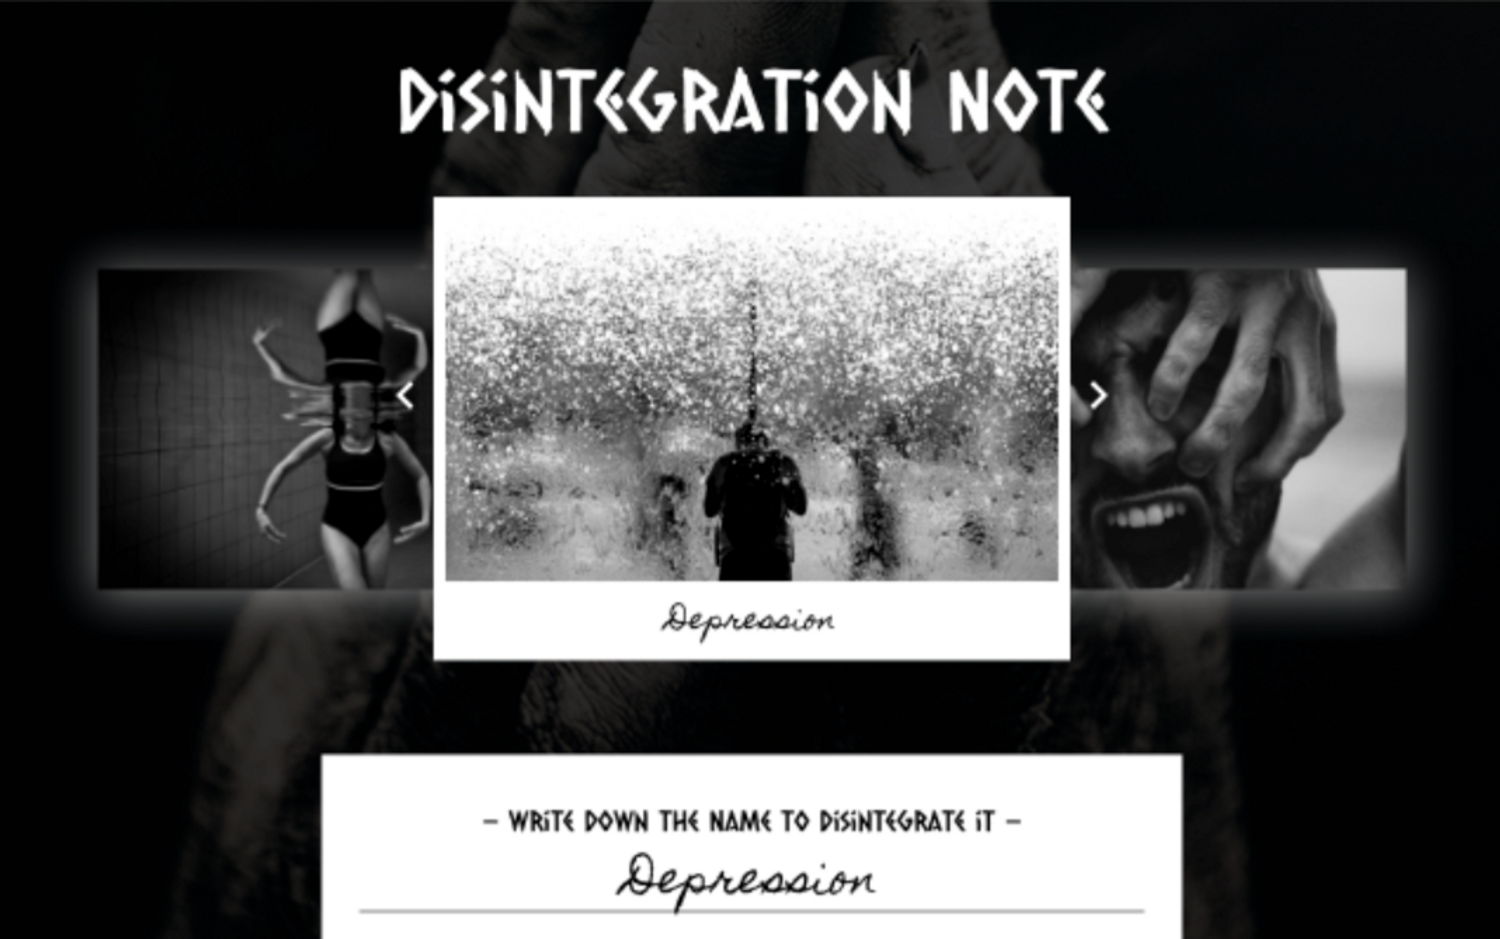 DiSiNTEGRATiON NOTE
Depression
– WRiTE DOWN THE NAME TO DiSiNTEGRATE iT –
Depression